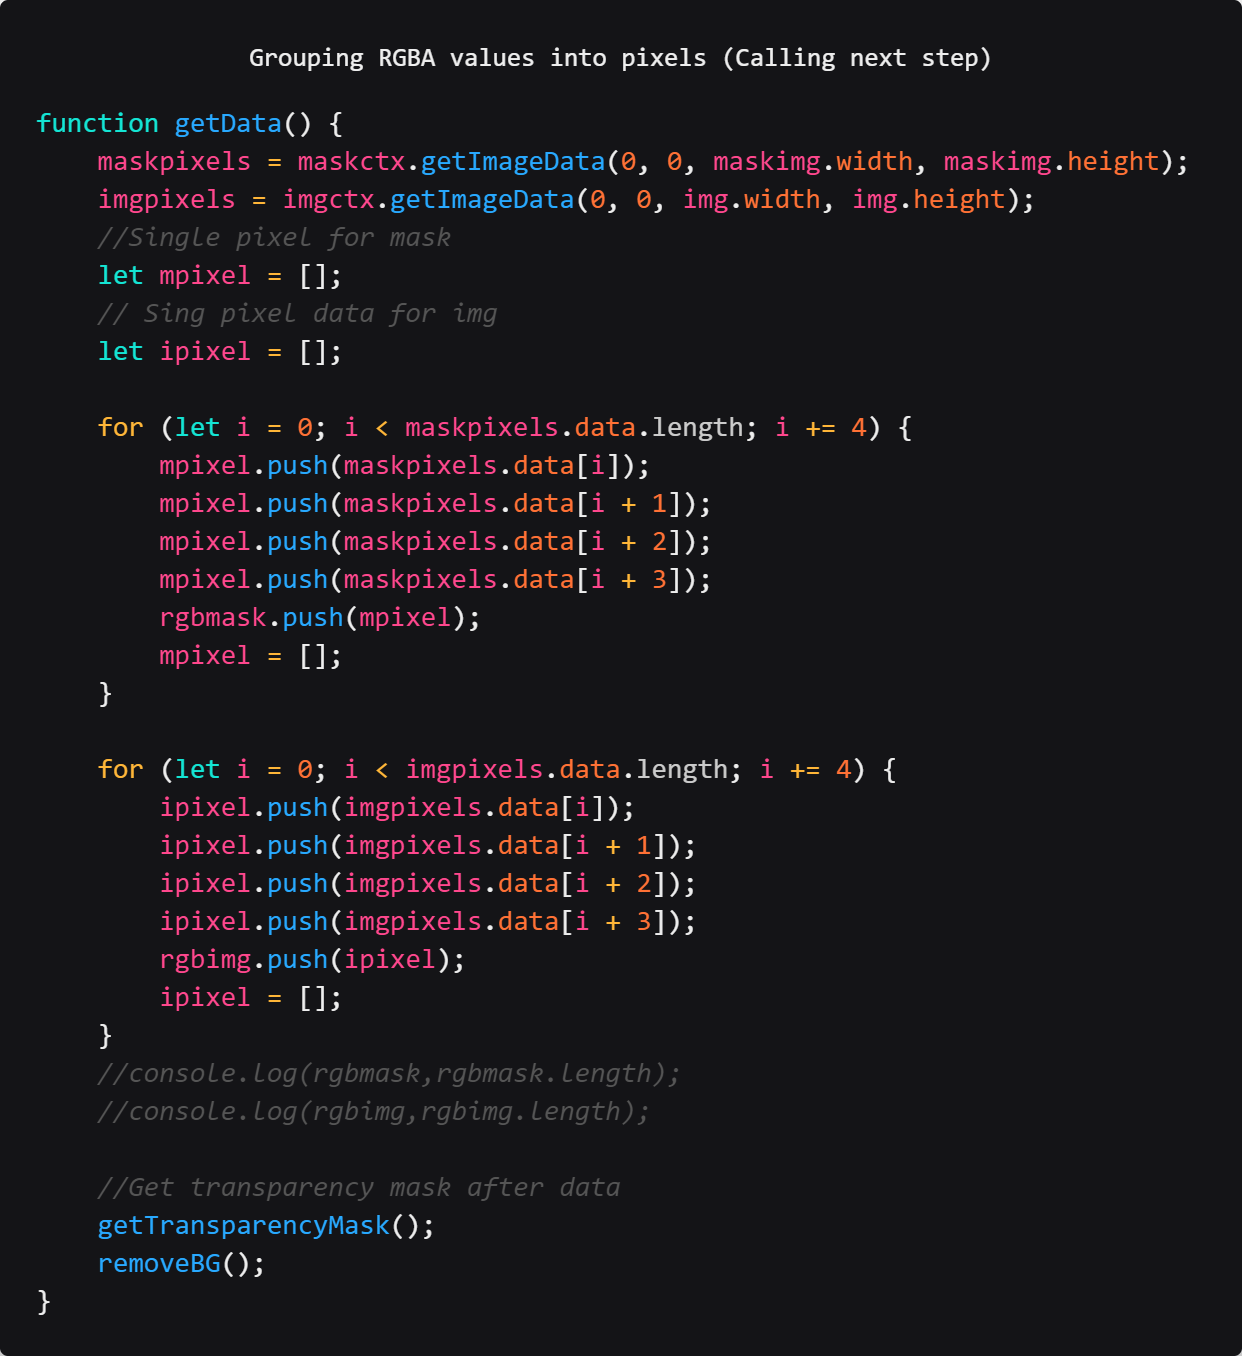 Grouping RGBA values into pixels (Calling next step)
function getData() {
    maskpixels = maskctx.getImageData(0, 0, maskimg.width, maskimg.height);
    imgpixels = imgctx.getImageData(0, 0, img.width, img.height);
    //Single pixel for mask
    let mpixel = [];
    // Sing pixel data for img
    let ipixel = [];

    for (let i = 0; i < maskpixels.data.length; i += 4) {
        mpixel.push(maskpixels.data[i]);
        mpixel.push(maskpixels.data[i + 1]);
        mpixel.push(maskpixels.data[i + 2]);
        mpixel.push(maskpixels.data[i + 3]);
        rgbmask.push(mpixel);
        mpixel = [];
    }

    for (let i = 0; i < imgpixels.data.length; i += 4) {
        ipixel.push(imgpixels.data[i]);
        ipixel.push(imgpixels.data[i + 1]);
        ipixel.push(imgpixels.data[i + 2]);
        ipixel.push(imgpixels.data[i + 3]);
        rgbimg.push(ipixel);
        ipixel = [];
    }
    //console.log(rgbmask,rgbmask.length);
    //console.log(rgbimg,rgbimg.length);

    //Get transparency mask after data
    getTransparencyMask();
    removeBG();
}